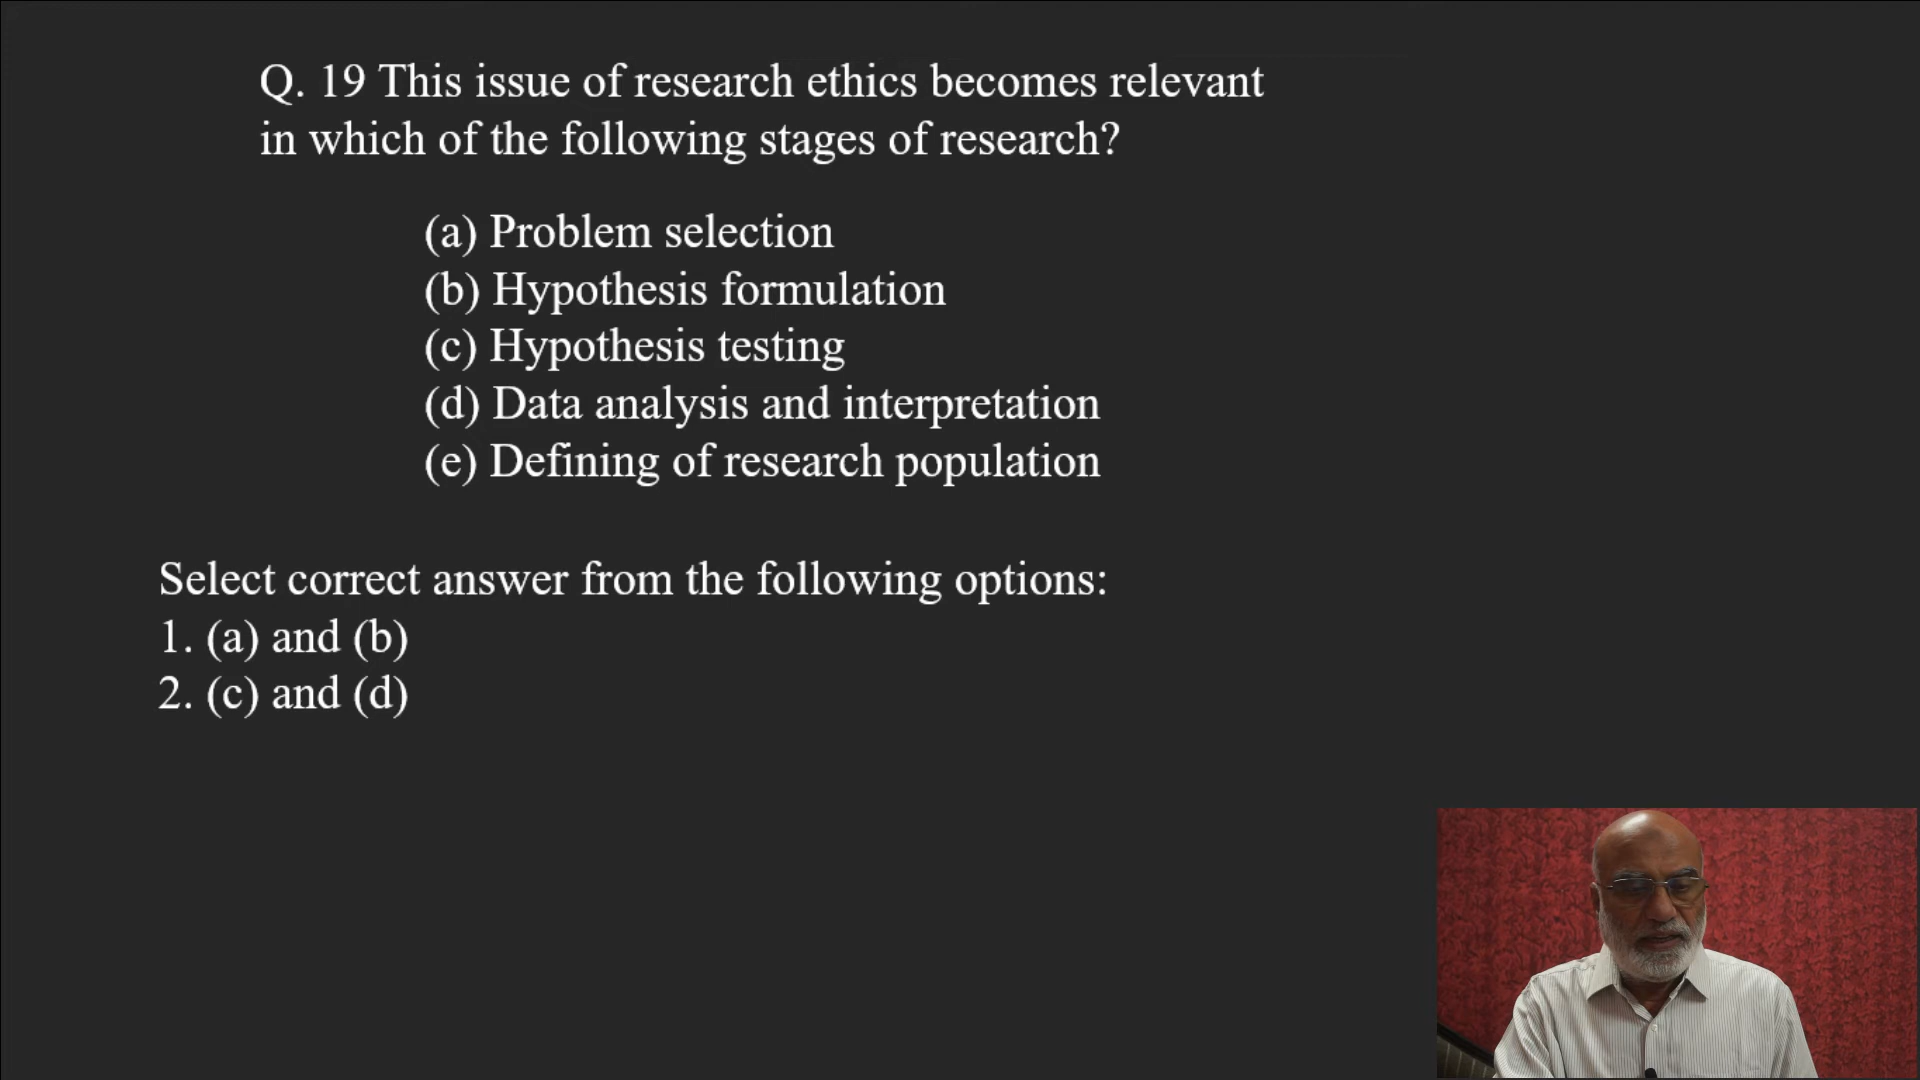 Q. 19 This issue of research ethics becomes relevant
in which of the following stages of research?
(a) Problem selection
(b) Hypothesis formulation
(c) Hypothesis testing
(d) Data analysis and interpretation
(e) Defining of research population
Select correct answer from the following options:
1. (a) and (b)
2. (c) and (d)